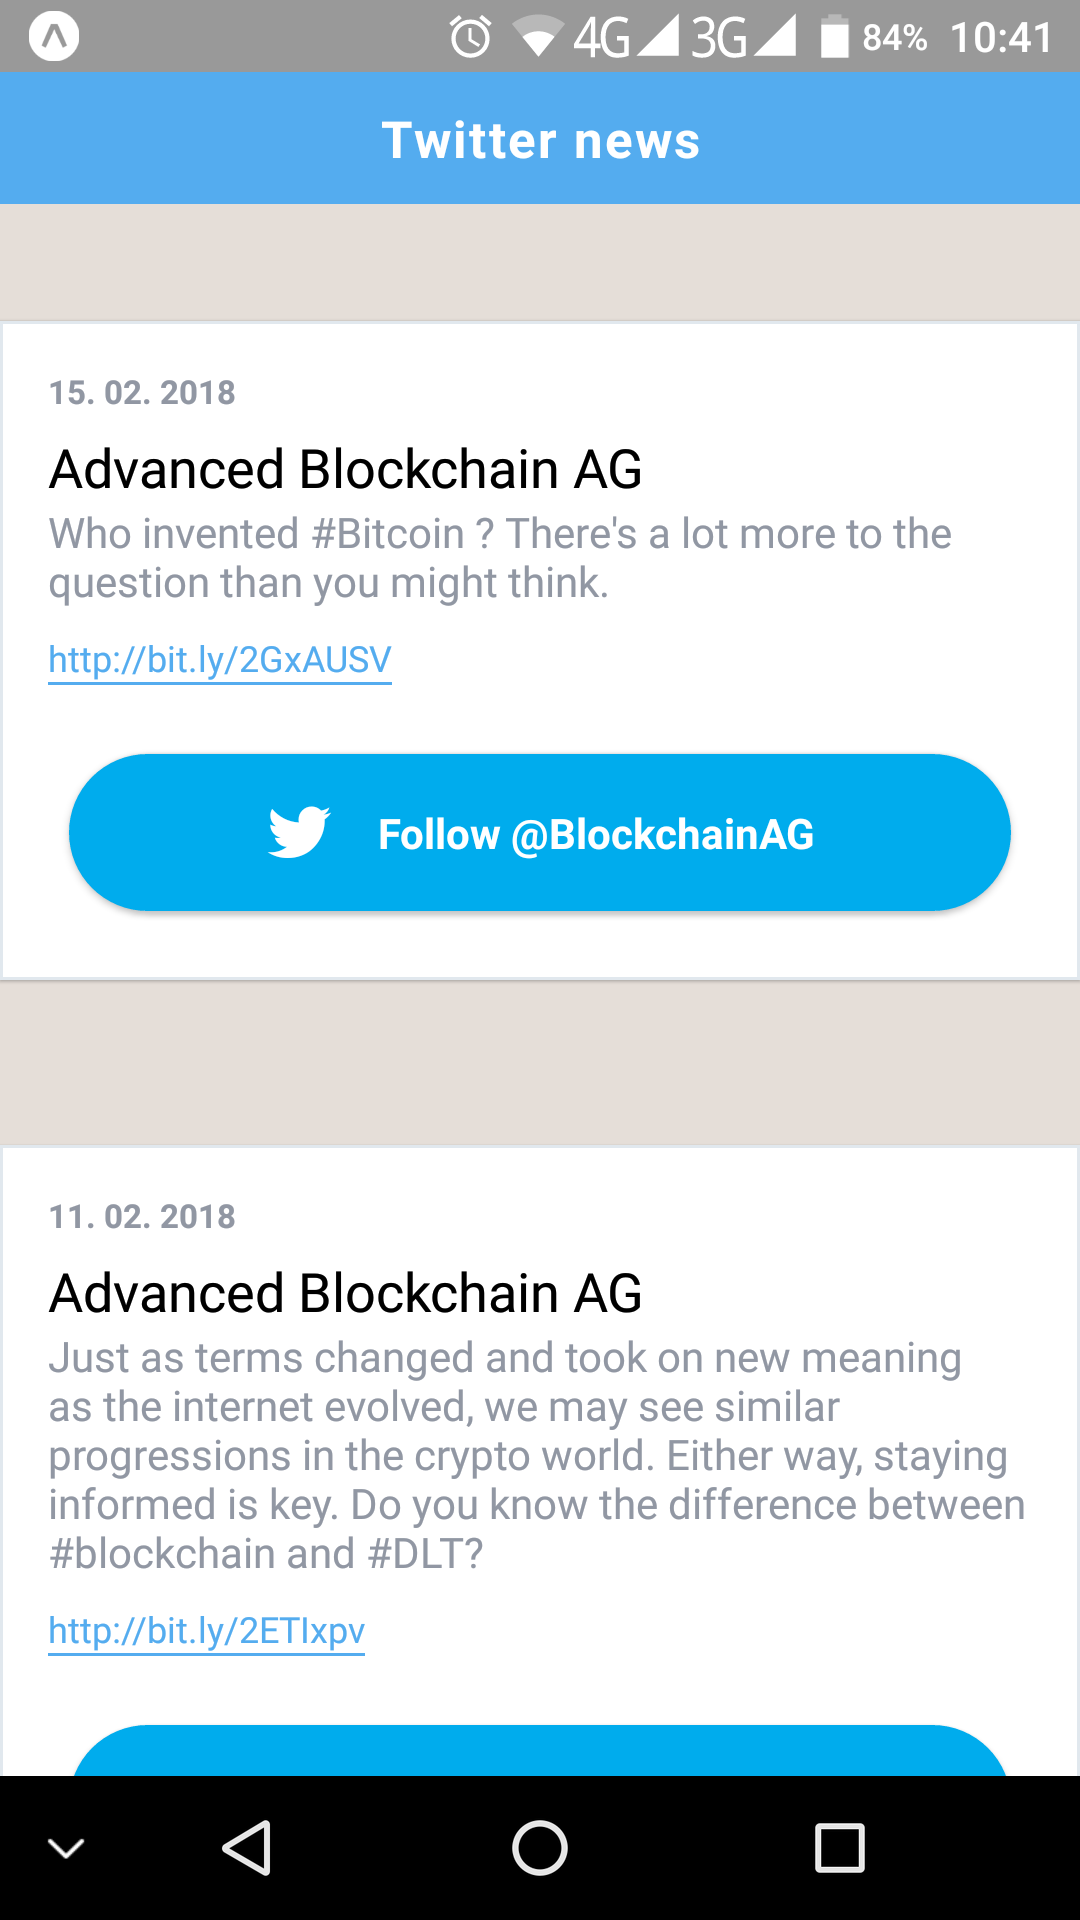 4G 3G 84% 10:41
Twitter news
15. 02. 2018
Advanced Blockchain AG
Who invented #Bitcoin ? There's a lot more to the
question than you might think.
http://bit.ly/2GxAUSV
Follow @BlockchainAG
11. 02. 2018
Advanced Blockchain AG
Just as terms changed and took on new meaning
as the internet evolved, we may see similar
progressions in the crypto world. Either way, staying
informed is key. Do you know the difference between
#blockchain and #DLT?
http://bit.ly/2ETIxpv